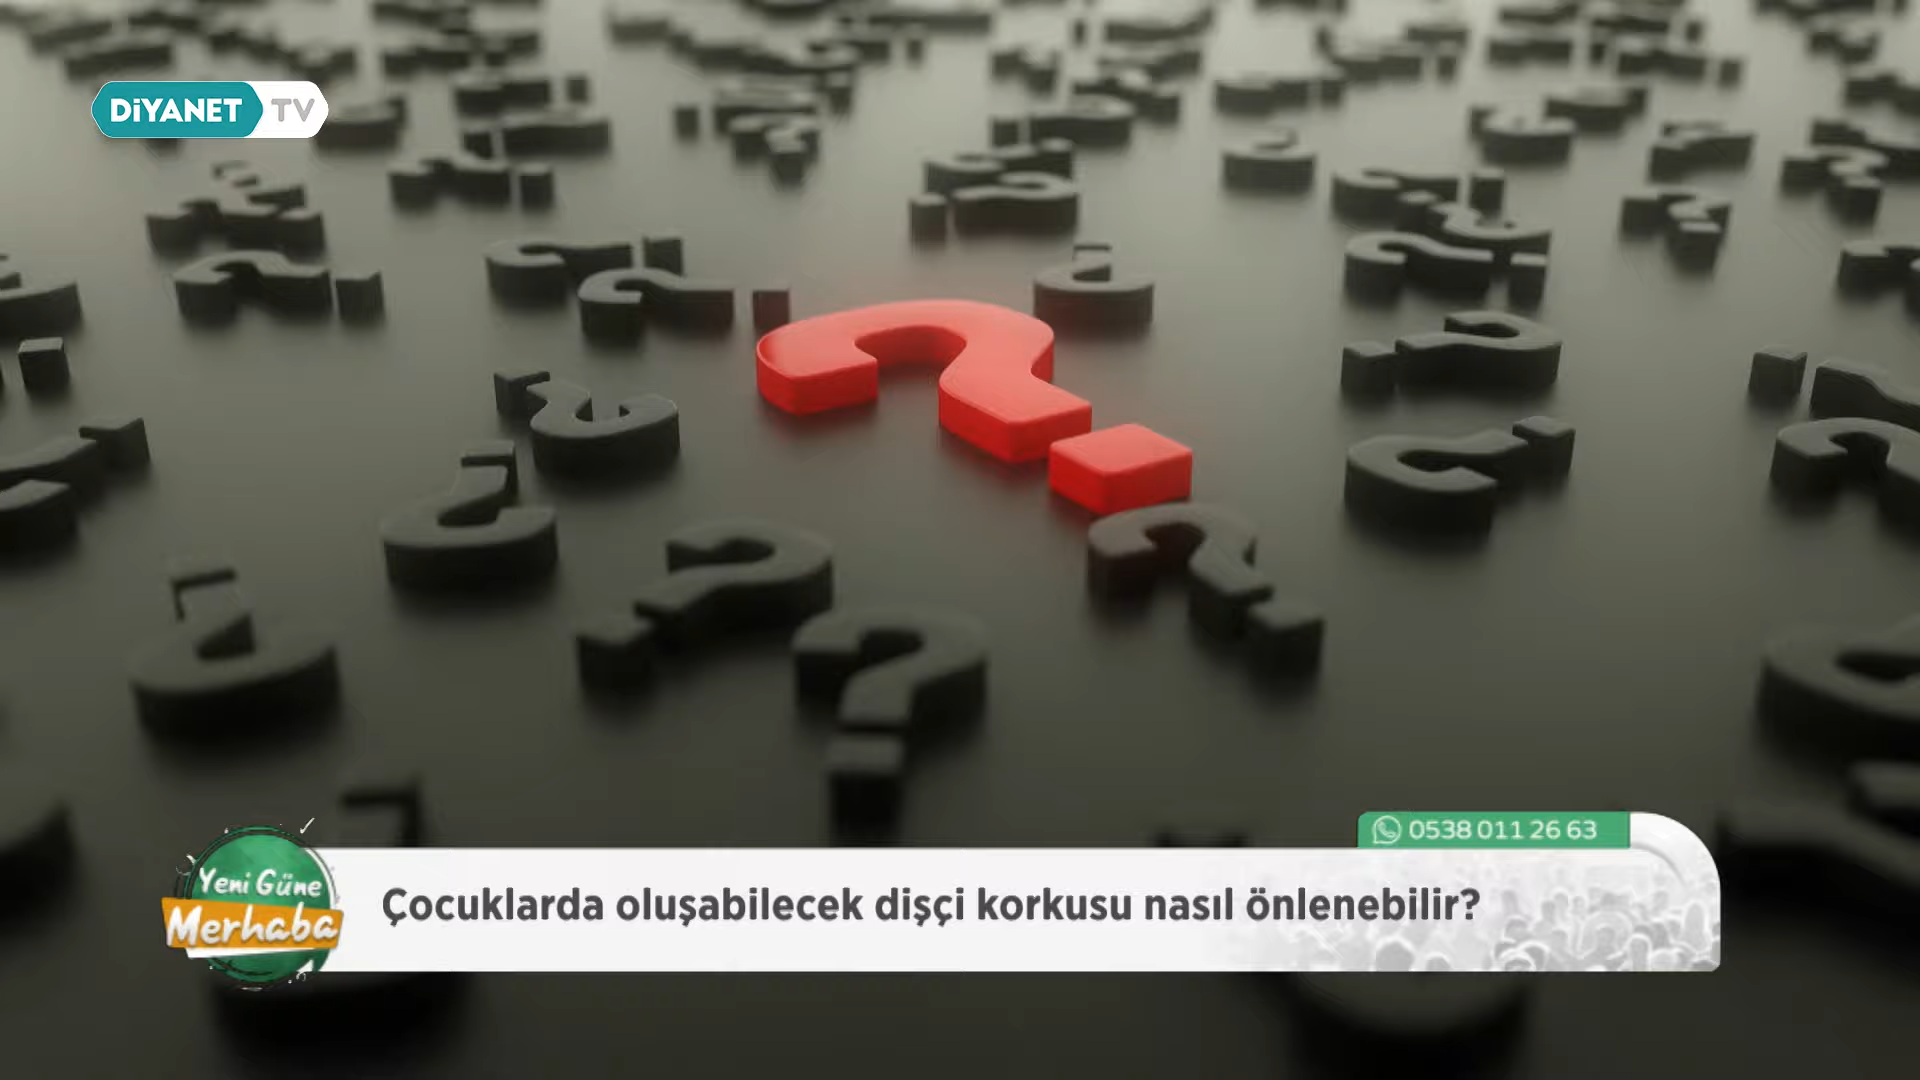 DİYANET TV
0538 011 26 63
Yeni Güne
Merhaba
Çocuklarda oluşabilecek dişçi korkusu nasıl önlenebilir?